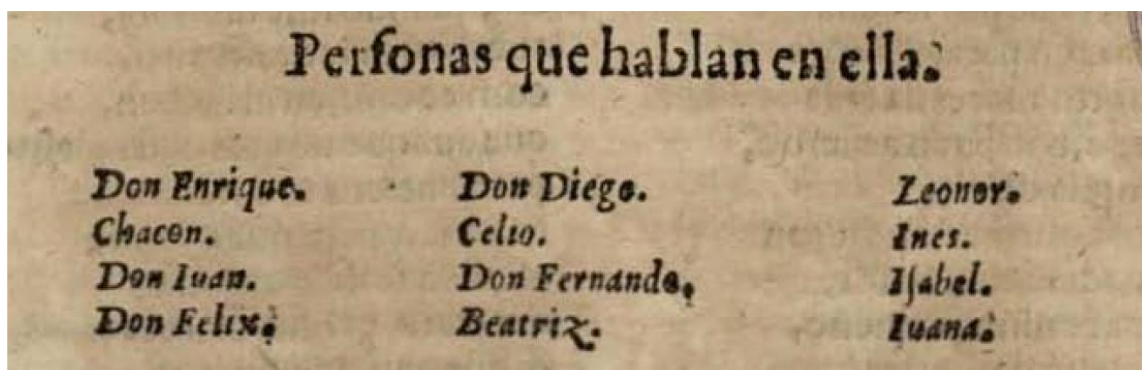 Perſonas que hablan en ella.
Don Enrique. Don Diego. Leonor.
Chacon. Celio. Ines.
Don Iuan. Don Fernando. Iſabel.
Don Felix. Beatriz. Iuana.